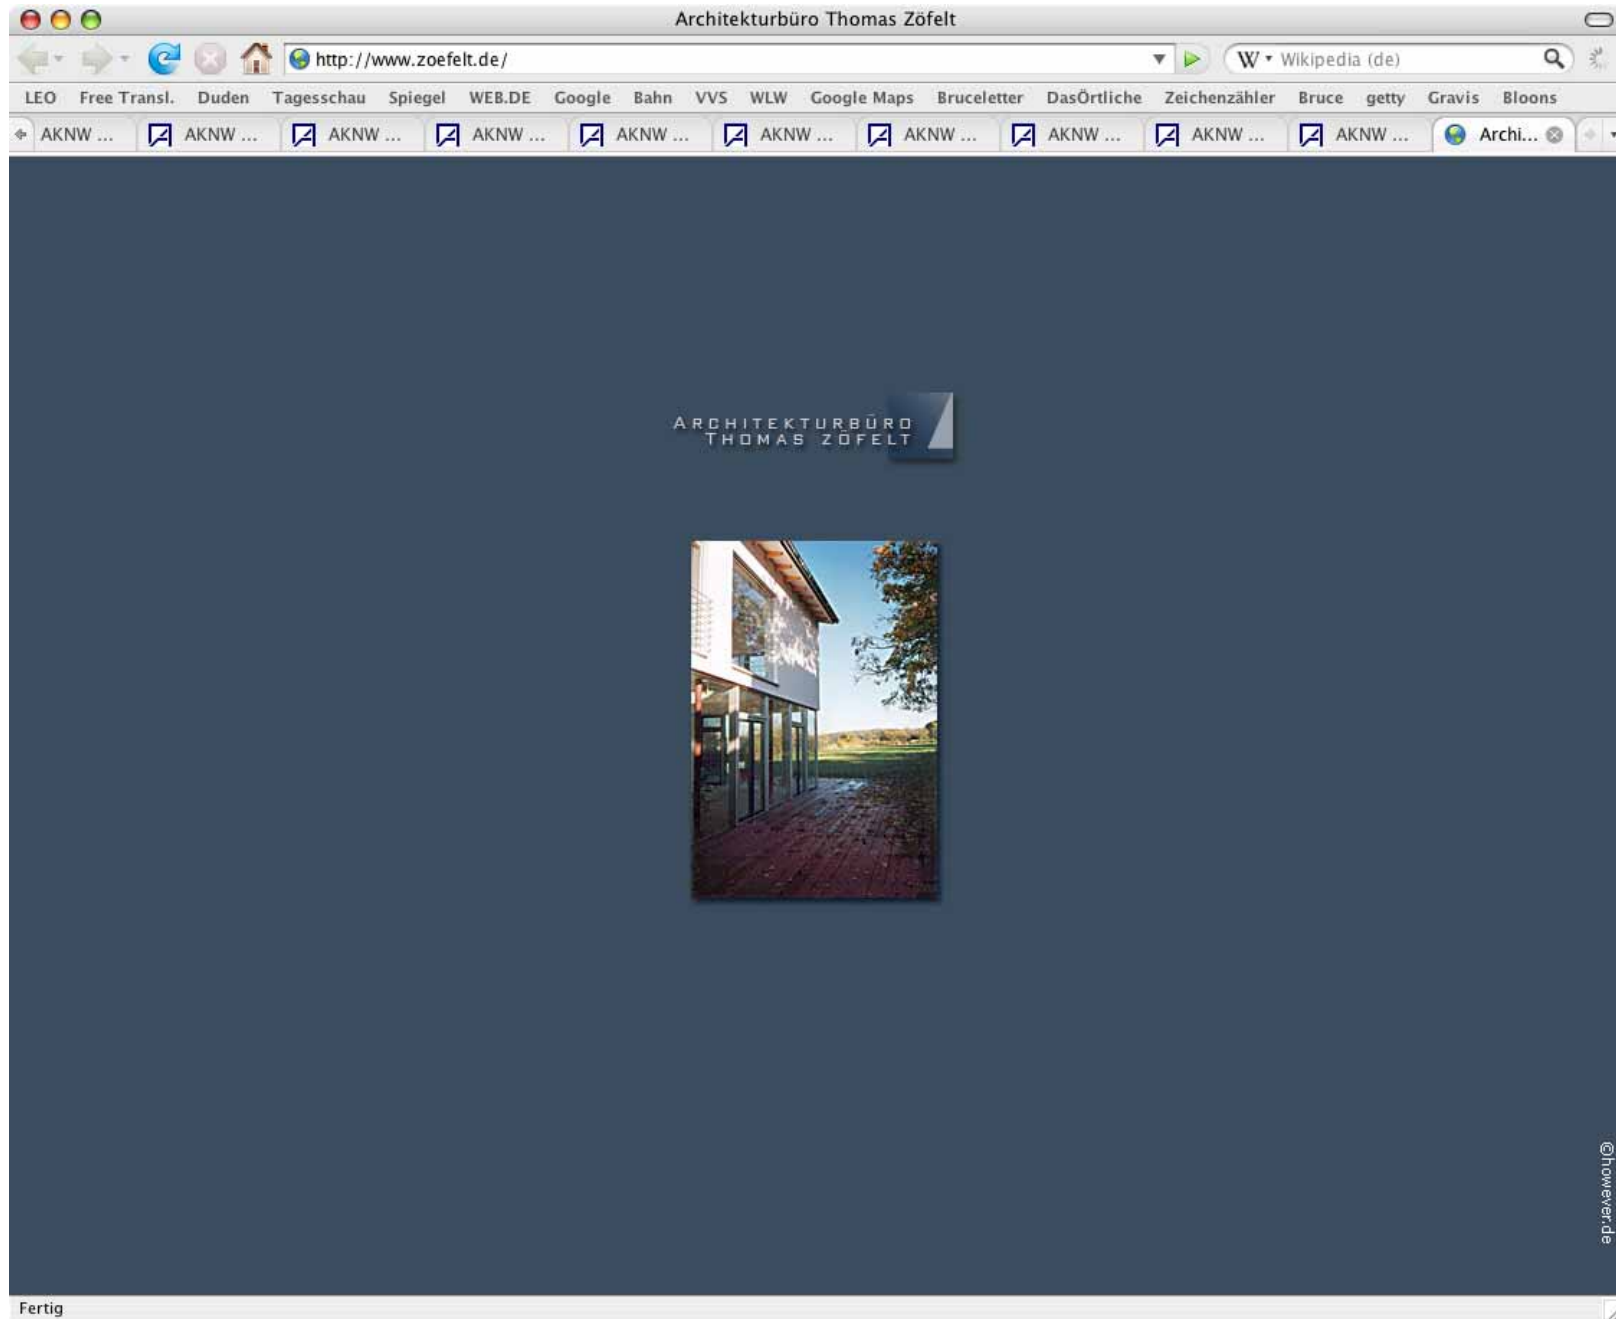 Architekturbüro Thomas Zöfelt
http://www.zoefelt.de/
W Wikipedia (de)
LEO Free Transl. Duden Tagesschau Spiegel WEB.DE Google Bahn VVS WLW Google Maps Bruceletter DasÖrtliche Zeichenzähler Bruce getty Gravis Bloons
AKNW ... AKNW ... AKNW ... AKNW ... AKNW ... AKNW ... AKNW ... AKNW ... AKNW ... AKNW ... Archi...
ARCHITEKTURBÜRO
THOMAS ZÖFELT
©however.de
Fertig